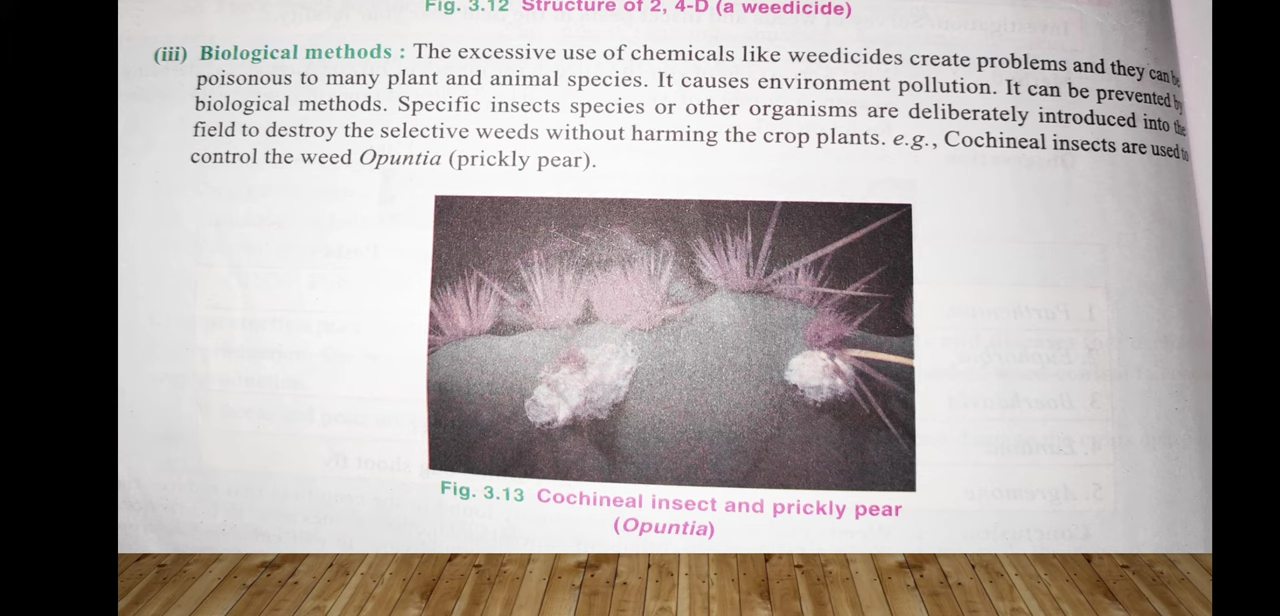 Fig. 3.12 Structure of 2, 4-D (a weedicide)
(iii) Biological methods : The excessive use of chemicals like weedicides create problems and they can be
poisonous to many plant and animal species. It causes environment pollution. It can be prevented by
biological methods. Specific insects species or other organisms are deliberately introduced into the
field to destroy the selective weeds without harming the crop plants. e.g., Cochineal insects are used to
control the weed Opuntia (prickly pear).
Fig. 3.13 Cochineal insect and prickly pear
(Opuntia)